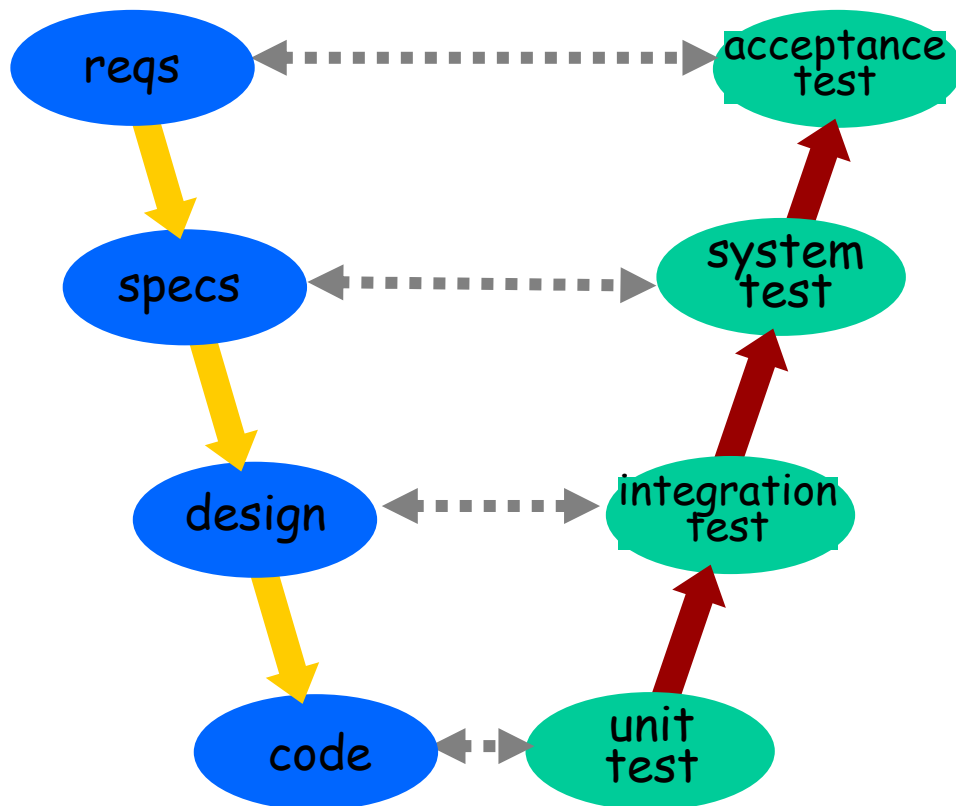 reqs
acceptance
test
specs
system
test
design
integration
test
code
unit
test